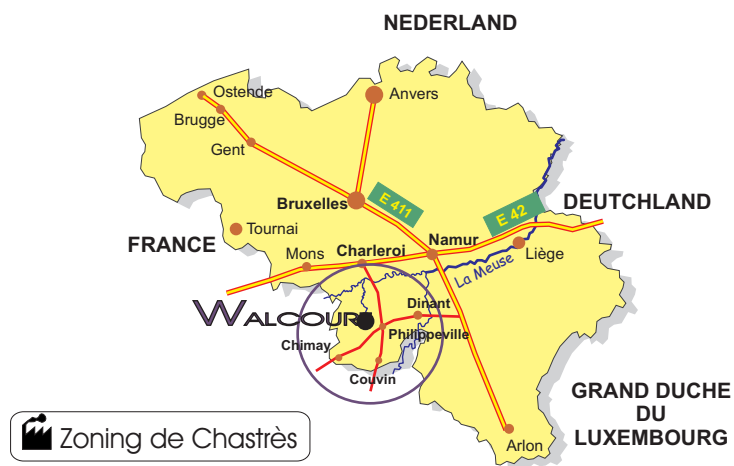 NEDERLAND
Ostende
Anvers
Brugge
Gent
Bruxelles
E 411
E 42
DEUTCHLAND
Tournai
FRANCE
Mons
Charleroi
Namur
Liège
La Meuse
WALCOURT
Dinant
Philippeville
Chimay
Couvin
GRAND DUCHE
DU
LUXEMBOURG
Arlon
Zoning de Chastrès